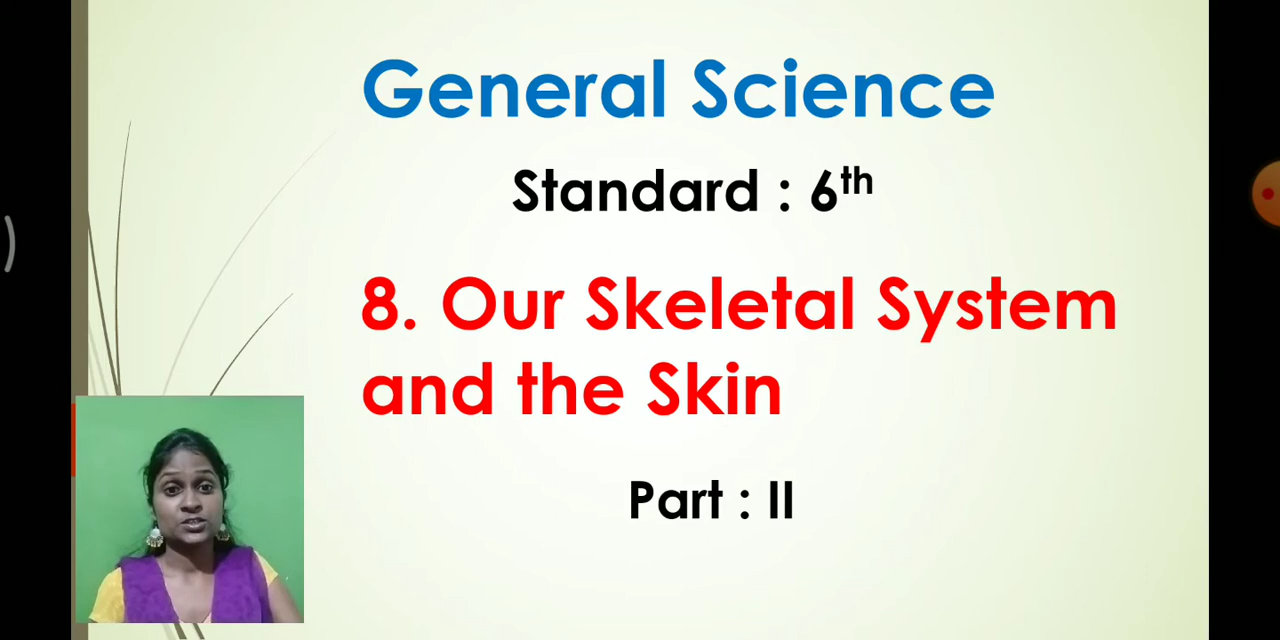 General Science
Standard : 6th
8. Our Skeletal System
and the Skin
Part : II